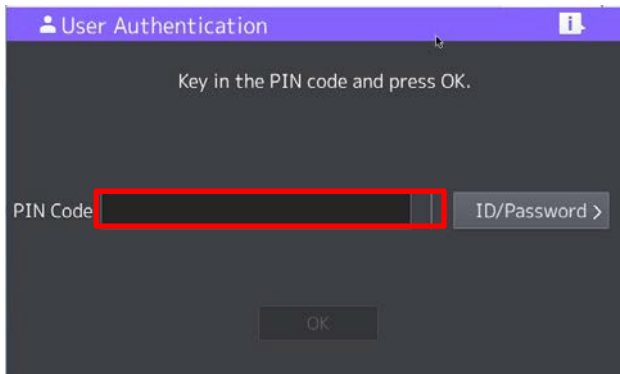 User Authentication
i
Key in the PIN code and press OK.
PIN Code
ID/Password >
OK